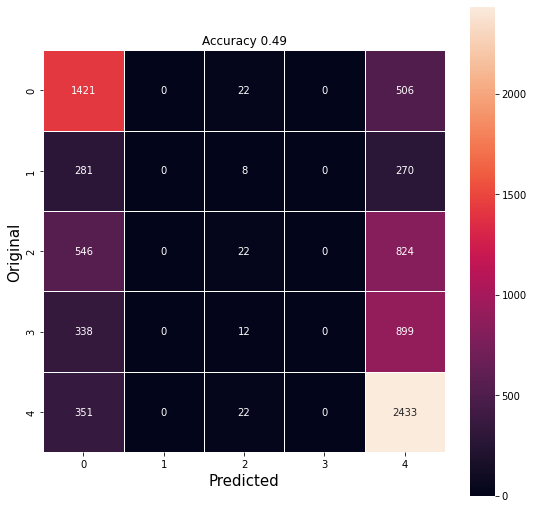 Accuracy 0.49
0 1421 0 22 0 506
1 281 0 8 0 270
2 546 0 22 0 824
3 338 0 12 0 899
4 351 0 22 0 2433
0 1 2 3 4
Original
Predicted
2000
1500
1000
500
0